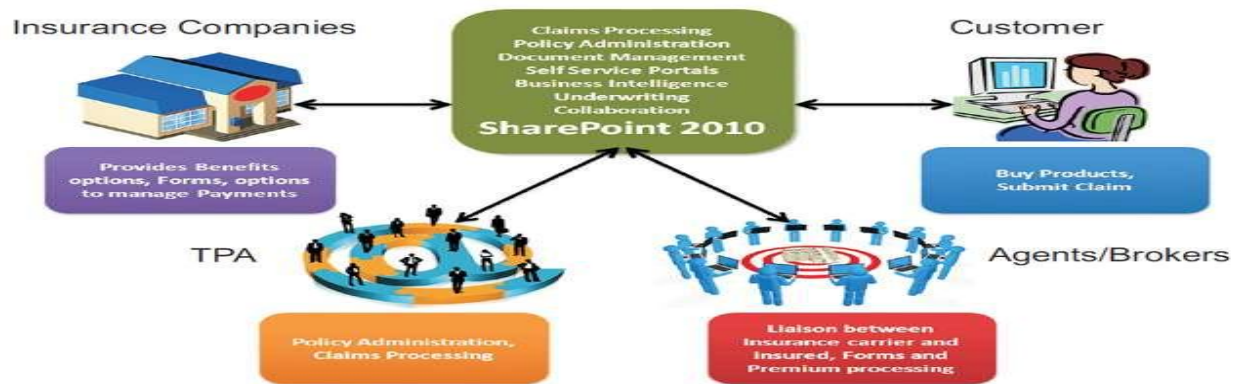 Insurance Companies
Provides Benefits
options, Forms, options
to manage Payments
Claims Processing
Policy Administration
Document Management
Self Service Portals
Business Intelligence
Underwriting
Collaboration
SharePoint 2010
Customer
Buy Products,
Submit Claim
TPA
Policy Administration,
Claims Processing
Agents/Brokers
Liaison between
Insurance carrier and
Insured, Forms and
Premium processing